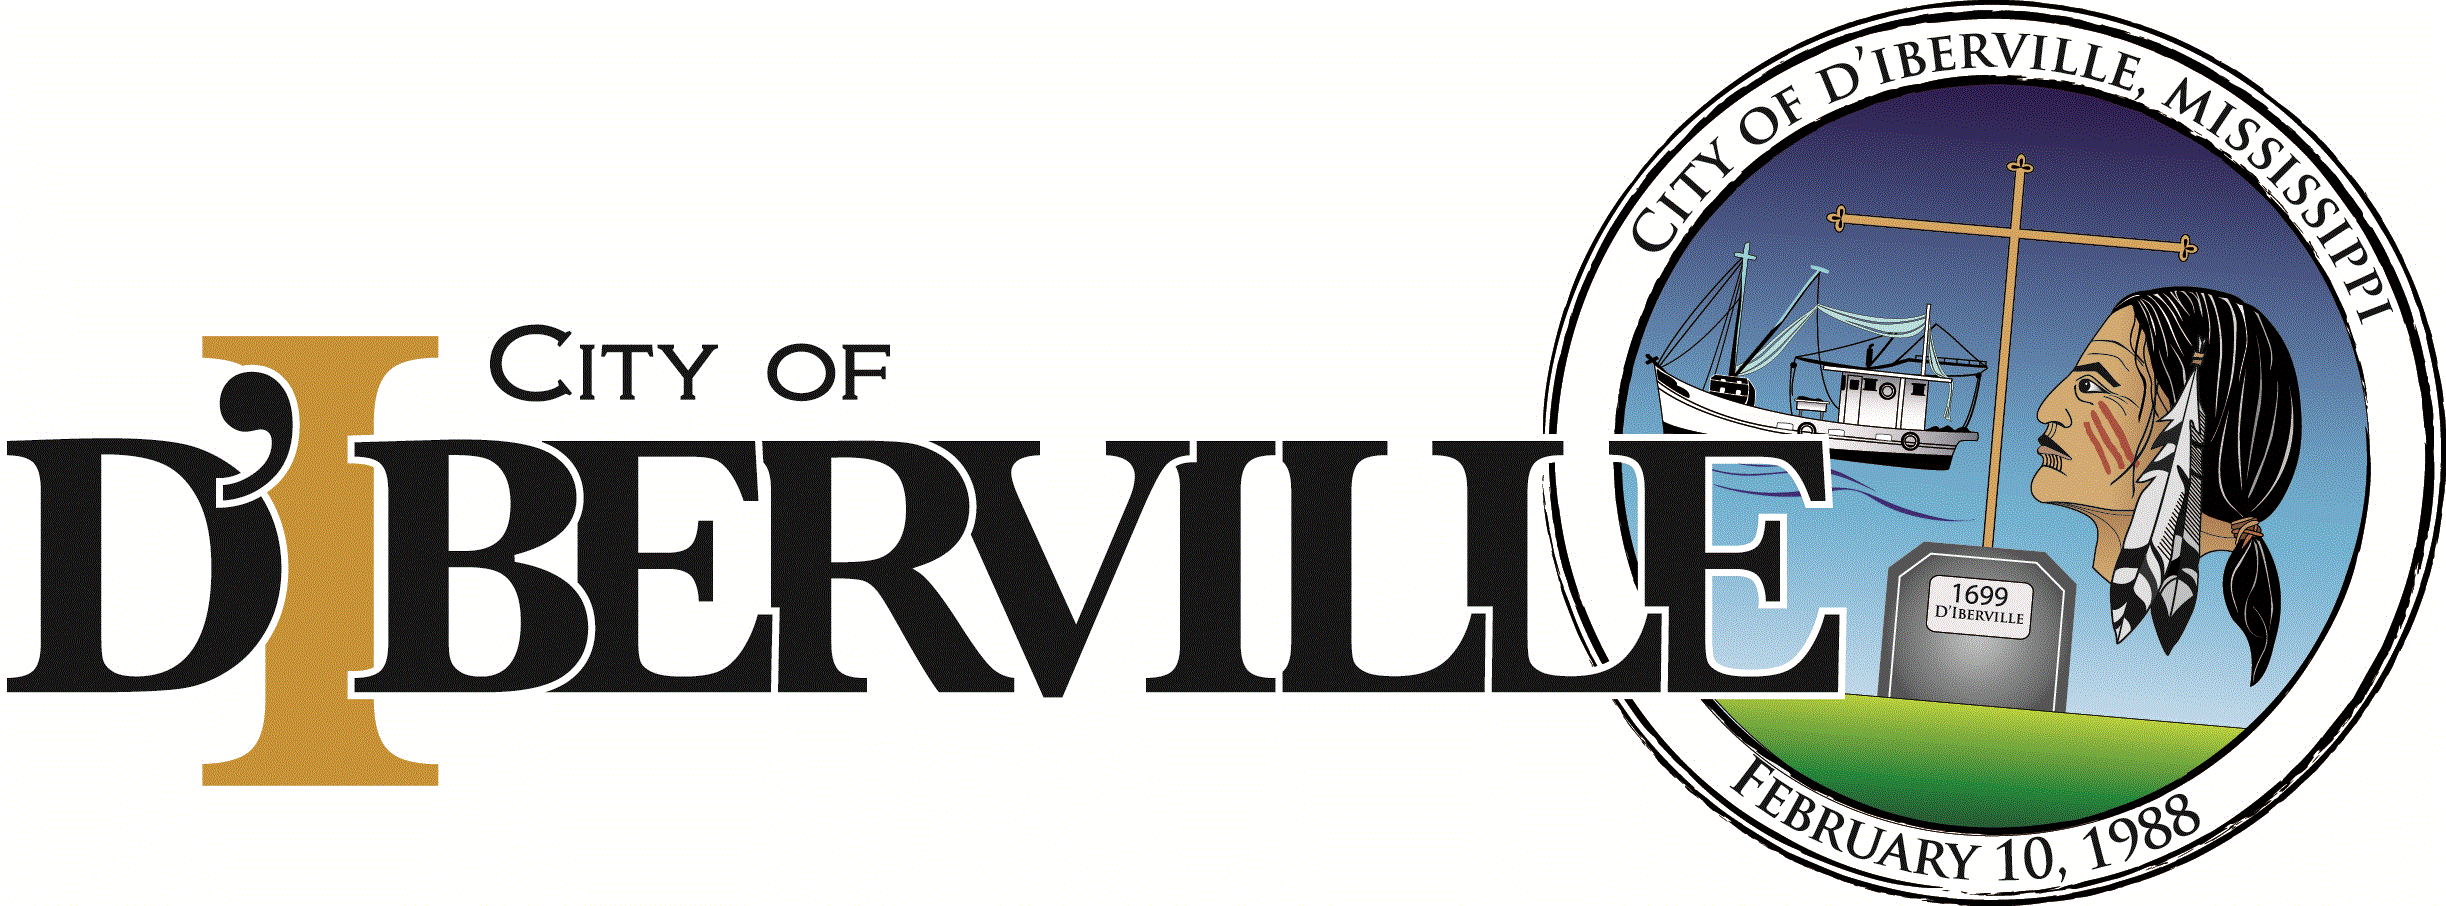 City of
D'Iberville
City of D'Iberville, Mississippi
1699
D'Iberville
February 10, 1988